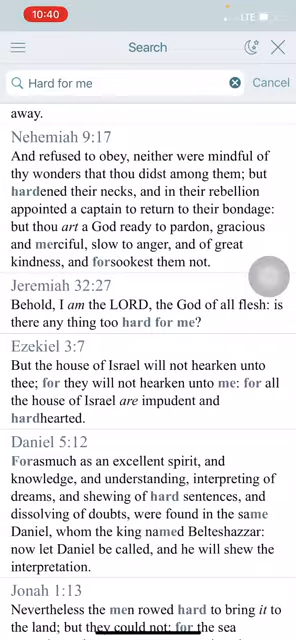 10:40
LTE
Search
Hard for me
Cancel
away.
Nehemiah 9:17
And refused to obey, neither were mindful of
thy wonders that thou didst among them; but
hardened their necks, and in their rebellion
appointed a captain to return to their bondage:
but thou art a God ready to pardon, gracious
and merciful, slow to anger, and of great
kindness, and forsookest them not.
Jeremiah 32:27
Behold, I am the LORD, the God of all flesh: is
there any thing too hard for me?
Ezekiel 3:7
But the house of Israel will not hearken unto
thee; for they will not hearken unto me: for all
the house of Israel are impudent and
hardhearted.
Daniel 5:12
Forasmuch as an excellent spirit, and
knowledge, and understanding, interpreting of
dreams, and shewing of hard sentences, and
dissolving of doubts, were found in the same
Daniel, whom the king named Belteshazzar:
now let Daniel be called, and he will shew the
interpretation.
Jonah 1:13
Nevertheless the men rowed hard to bring it to
the land; but they could not: for the sea